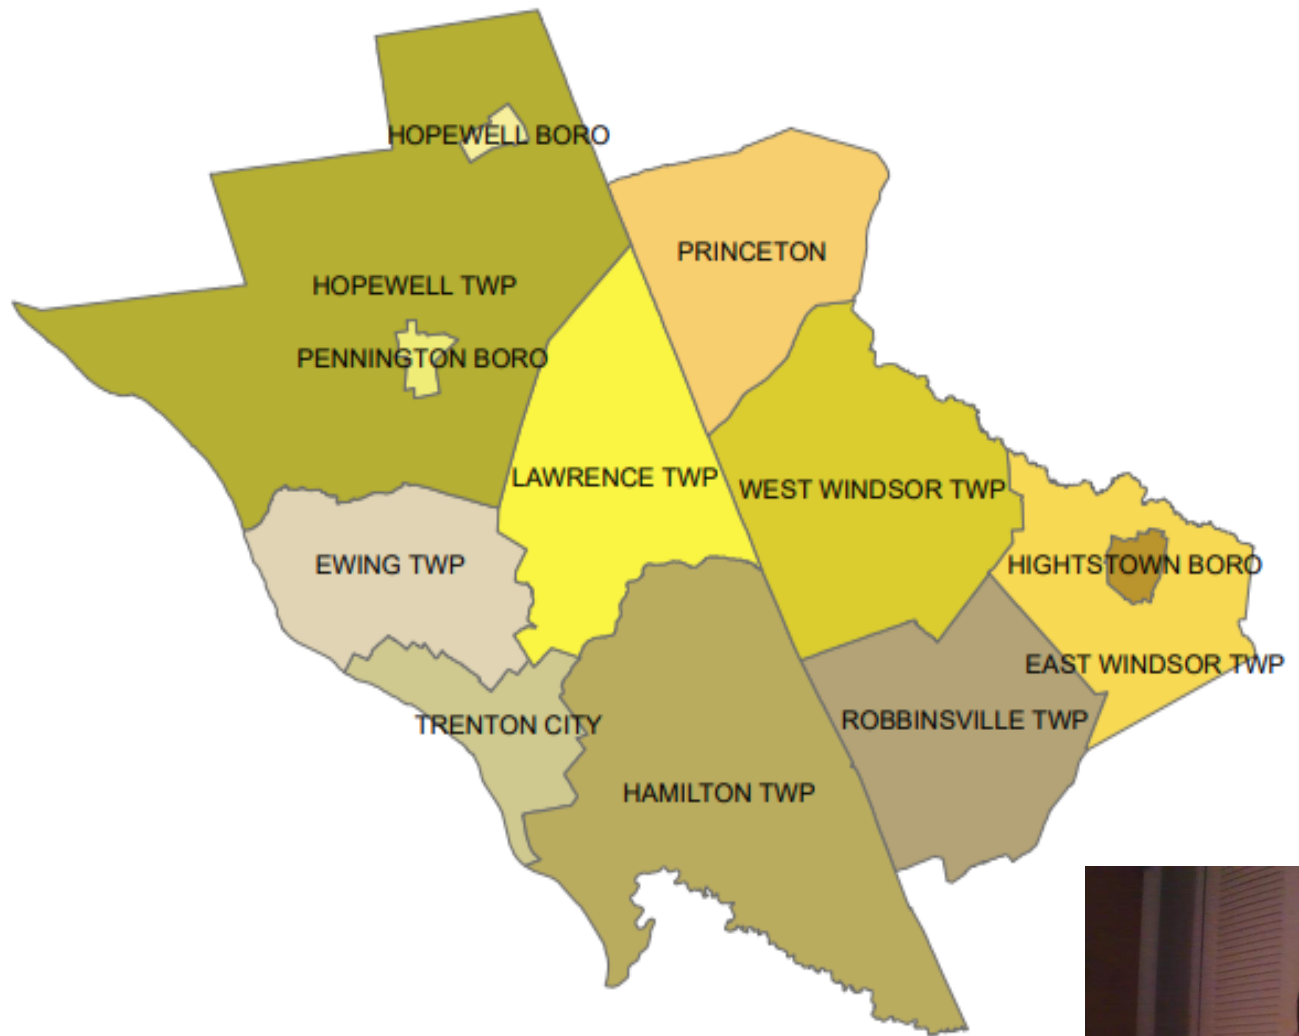 HOPEWELL BORO
PRINCETON
HOPEWELL TWP
PENNINGTON BORO
LAWRENCE TWP
WEST WINDSOR TWP
EWING TWP
HIGHTSTOWN BORO
EAST WINDSOR TWP
TRENTON CITY
ROBBINSVILLE TWP
HAMILTON TWP